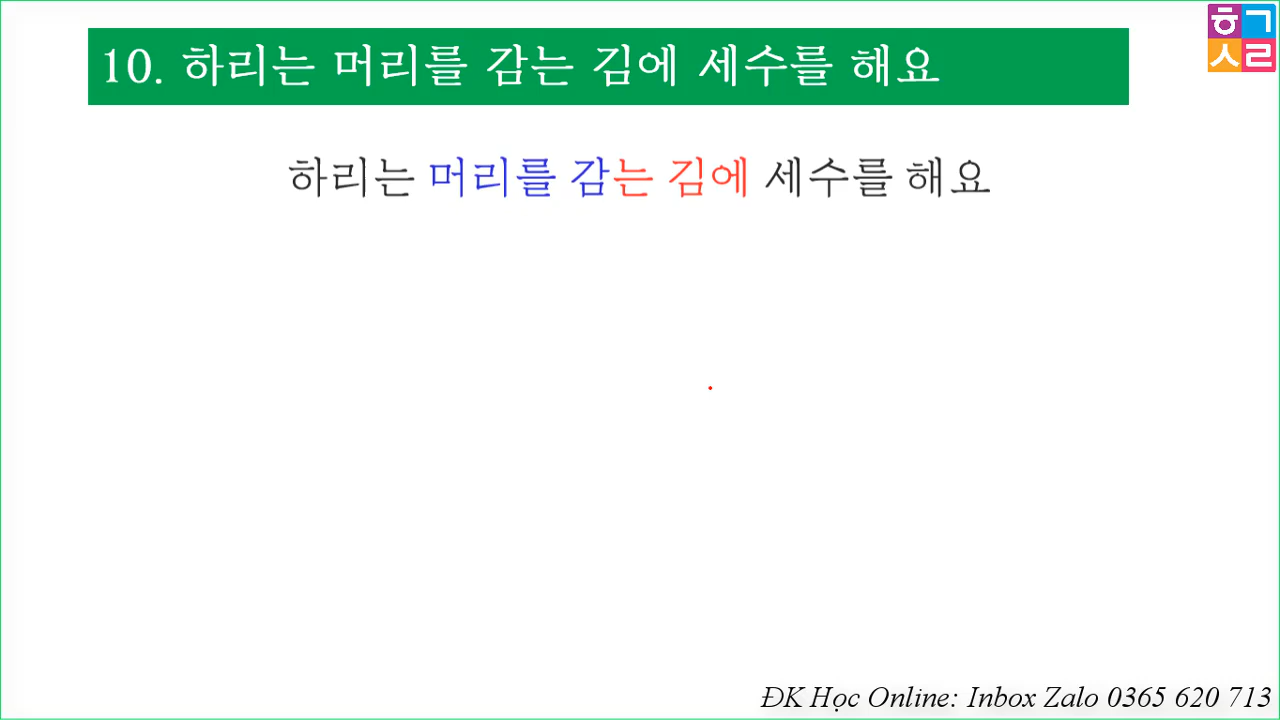 10. 하리는 머리를 감는 김에 세수를 해요
하리는 머리를 감는 김에 세수를 해요
ĐK Học Online: Inbox Zalo 0365 620 713
ㅎㄱ
ㅅㄹ